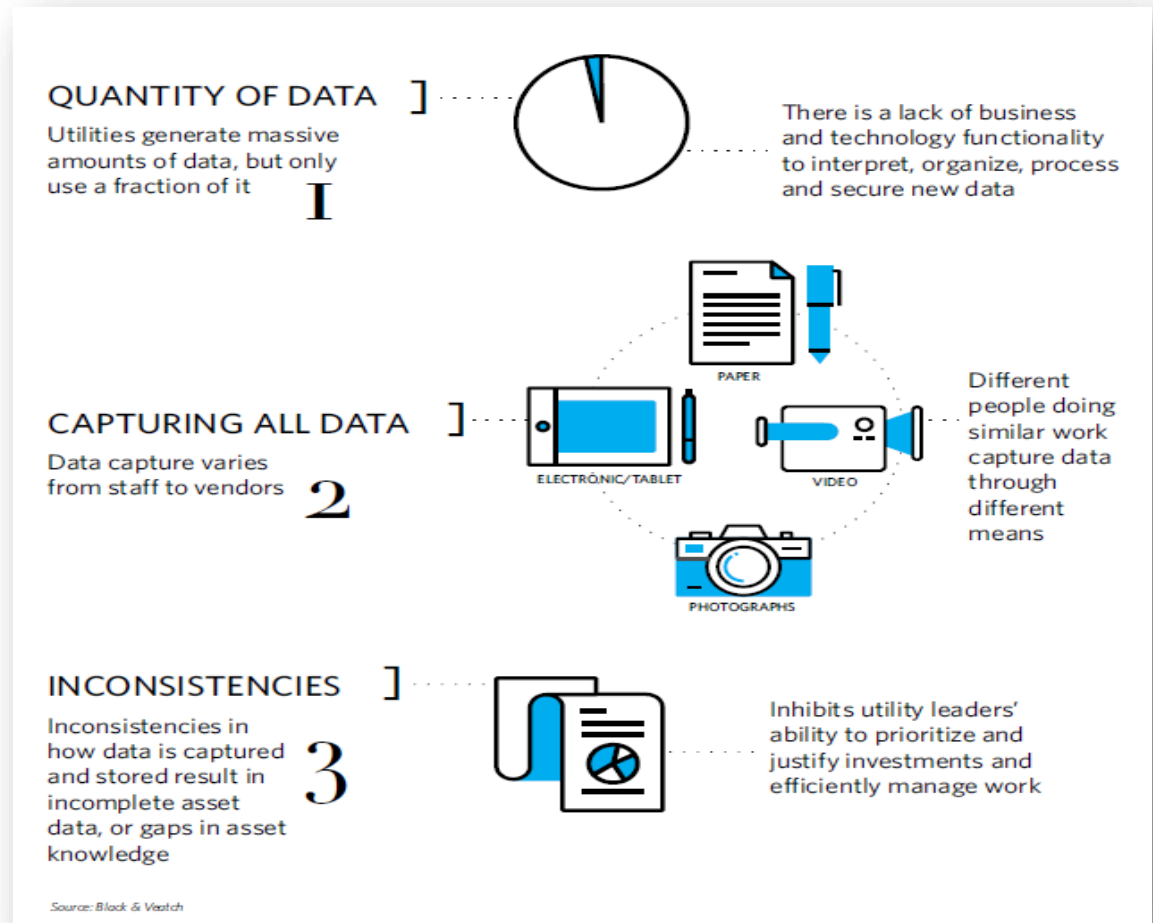 QUANTITY OF DATA
Utilities generate massive
amounts of data, but only
use a fraction of it
1
There is a lack of business
and technology functionality
to interpret, organize, process
and secure new data
PAPER
ELECTRONIC/TABLET
VIDEO
PHOTOGRAPHS
CAPTURING ALL DATA
Data capture varies
from staff to vendors
2
Different
people doing
similar work
capture data
through
different
means
INCONSISTENCIES
Inconsistencies in
how data is captured
and stored result in
incomplete asset
data, or gaps in asset
knowledge
3
Inhibits utility leaders’
ability to prioritize and
justify investments and
efficiently manage work
Source: Black & Veatch